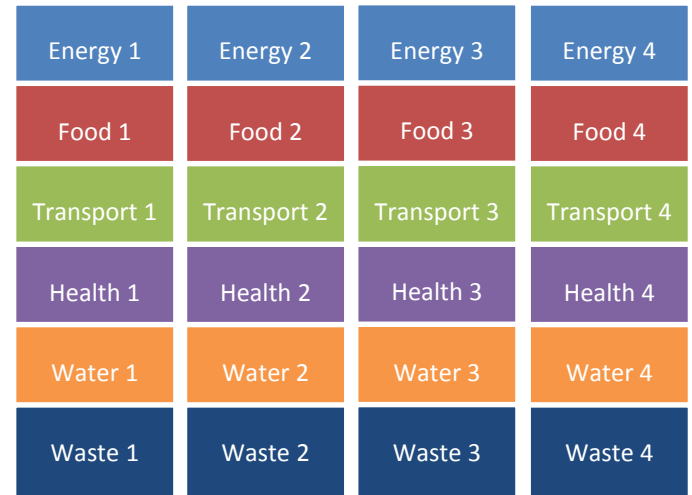 Energy 1 Energy 2 Energy 3 Energy 4
Food 1 Food 2 Food 3 Food 4
Transport 1 Transport 2 Transport 3 Transport 4
Health 1 Health 2 Health 3 Health 4
Water 1 Water 2 Water 3 Water 4
Waste 1 Waste 2 Waste 3 Waste 4